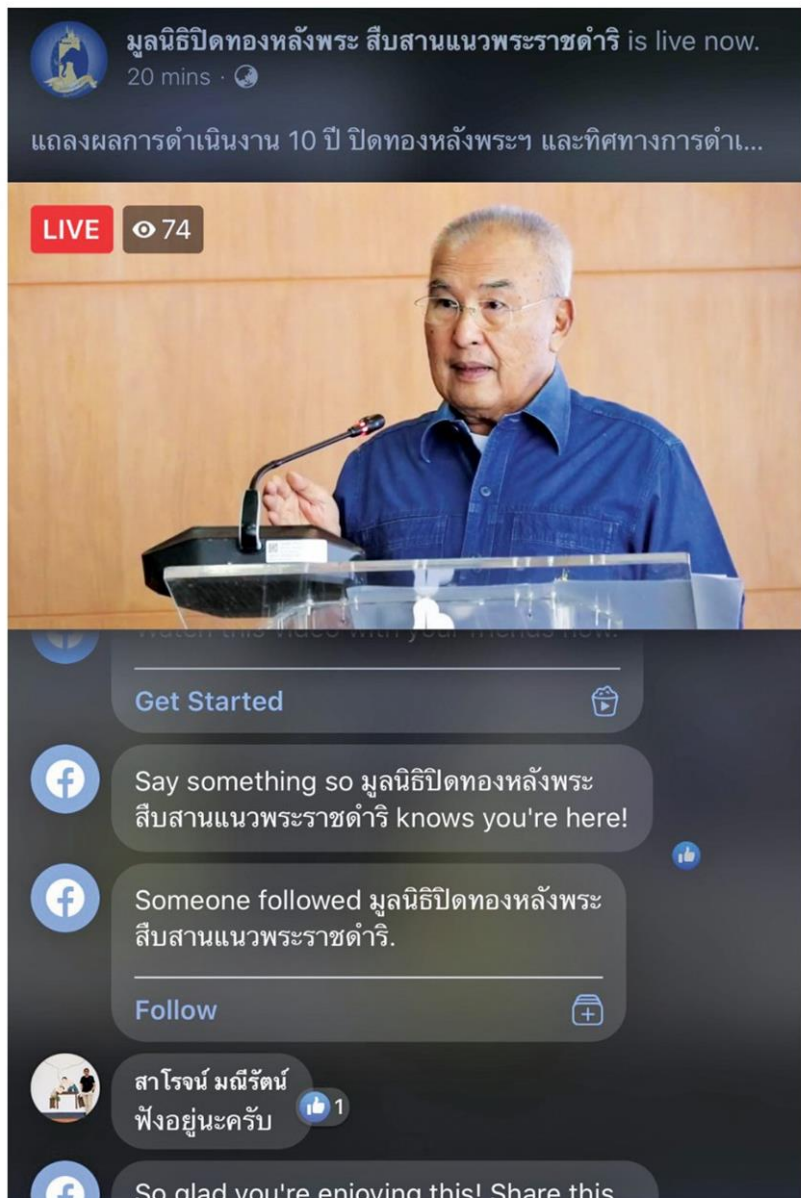 มูลนิธิปิดทองหลังพระ สืบสานแนวพระราชดำริ is live now.
20 mins ·
แถลงผลการดำเนินงาน 10 ปี ปิดทองหลังพระฯ และทิศทางการดำเ...
LIVE 74
Watch this video with your friends now.
Get Started
Say something so มูลนิธิปิดทองหลังพระ
สืบสานแนวพระราชดำริ knows you're here!
Someone followed มูลนิธิปิดทองหลังพระ
สืบสานแนวพระราชดำริ.
Follow
สาโรจน์ มณีรัตน์
ฟังอยู่นะครับ
1
So glad you're enjoying this! Share this